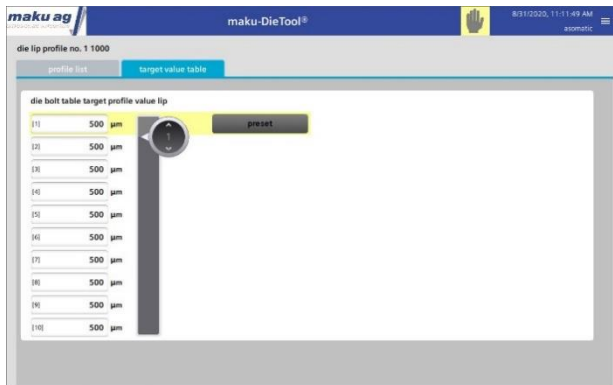 maku ag
maku-DieTool®
8/31/2020, 11:11:49 AM
asomatic
die lip profile no. 1 1000
profile list
target value table
die bolt table target profile value lip
[1] 500 µm
1
preset
[2] 500 µm
[3] 500 µm
[4] 500 µm
[5] 500 µm
[6] 500 µm
[7] 500 µm
[8] 500 µm
[9] 500 µm
[10] 500 µm